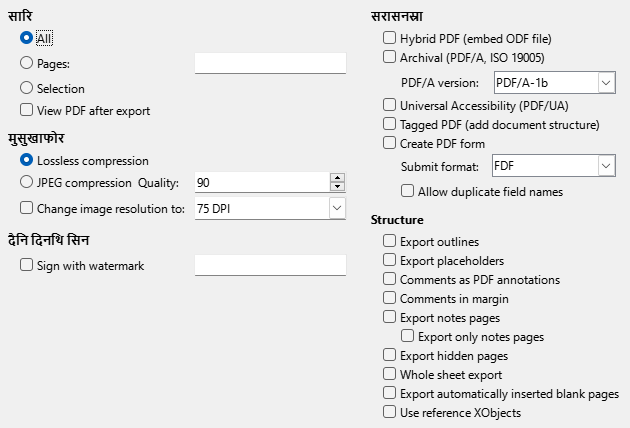 सारि
All
Pages:
Selection
View PDF after export
मुसुखाफोर
Lossless compression
JPEG compression Quality: 90
Change image resolution to: 75 DPI
दैनि दिनथि सिन
Sign with watermark
सरासनस्रा
Hybrid PDF (embed ODF file)
Archival (PDF/A, ISO 19005)
PDF/A version: PDF/A-1b
Universal Accessibility (PDF/UA)
Tagged PDF (add document structure)
Create PDF form
Submit format: FDF
Allow duplicate field names
Structure
Export outlines
Export placeholders
Comments as PDF annotations
Comments in margin
Export notes pages
Export only notes pages
Export hidden pages
Whole sheet export
Export automatically inserted blank pages
Use reference XObjects